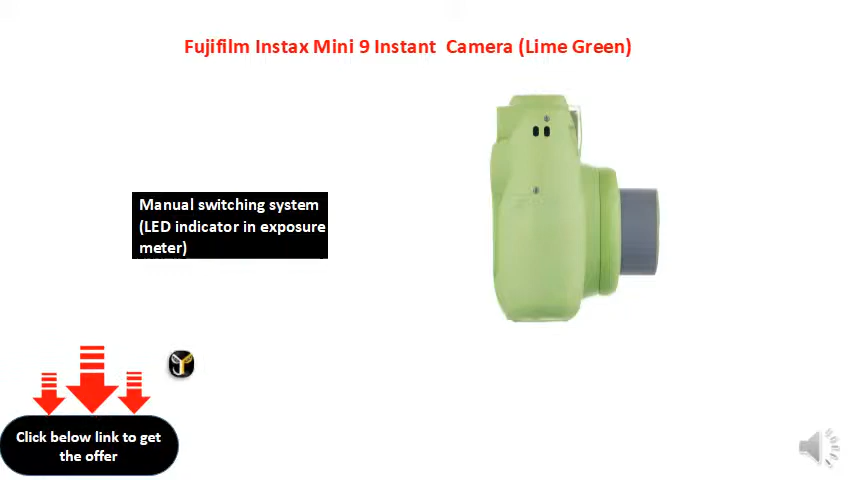 Fujifilm Instax Mini 9 Instant Camera (Lime Green)
Manual switching system
(LED indicator in exposure
meter)
Click below link to get
the offer